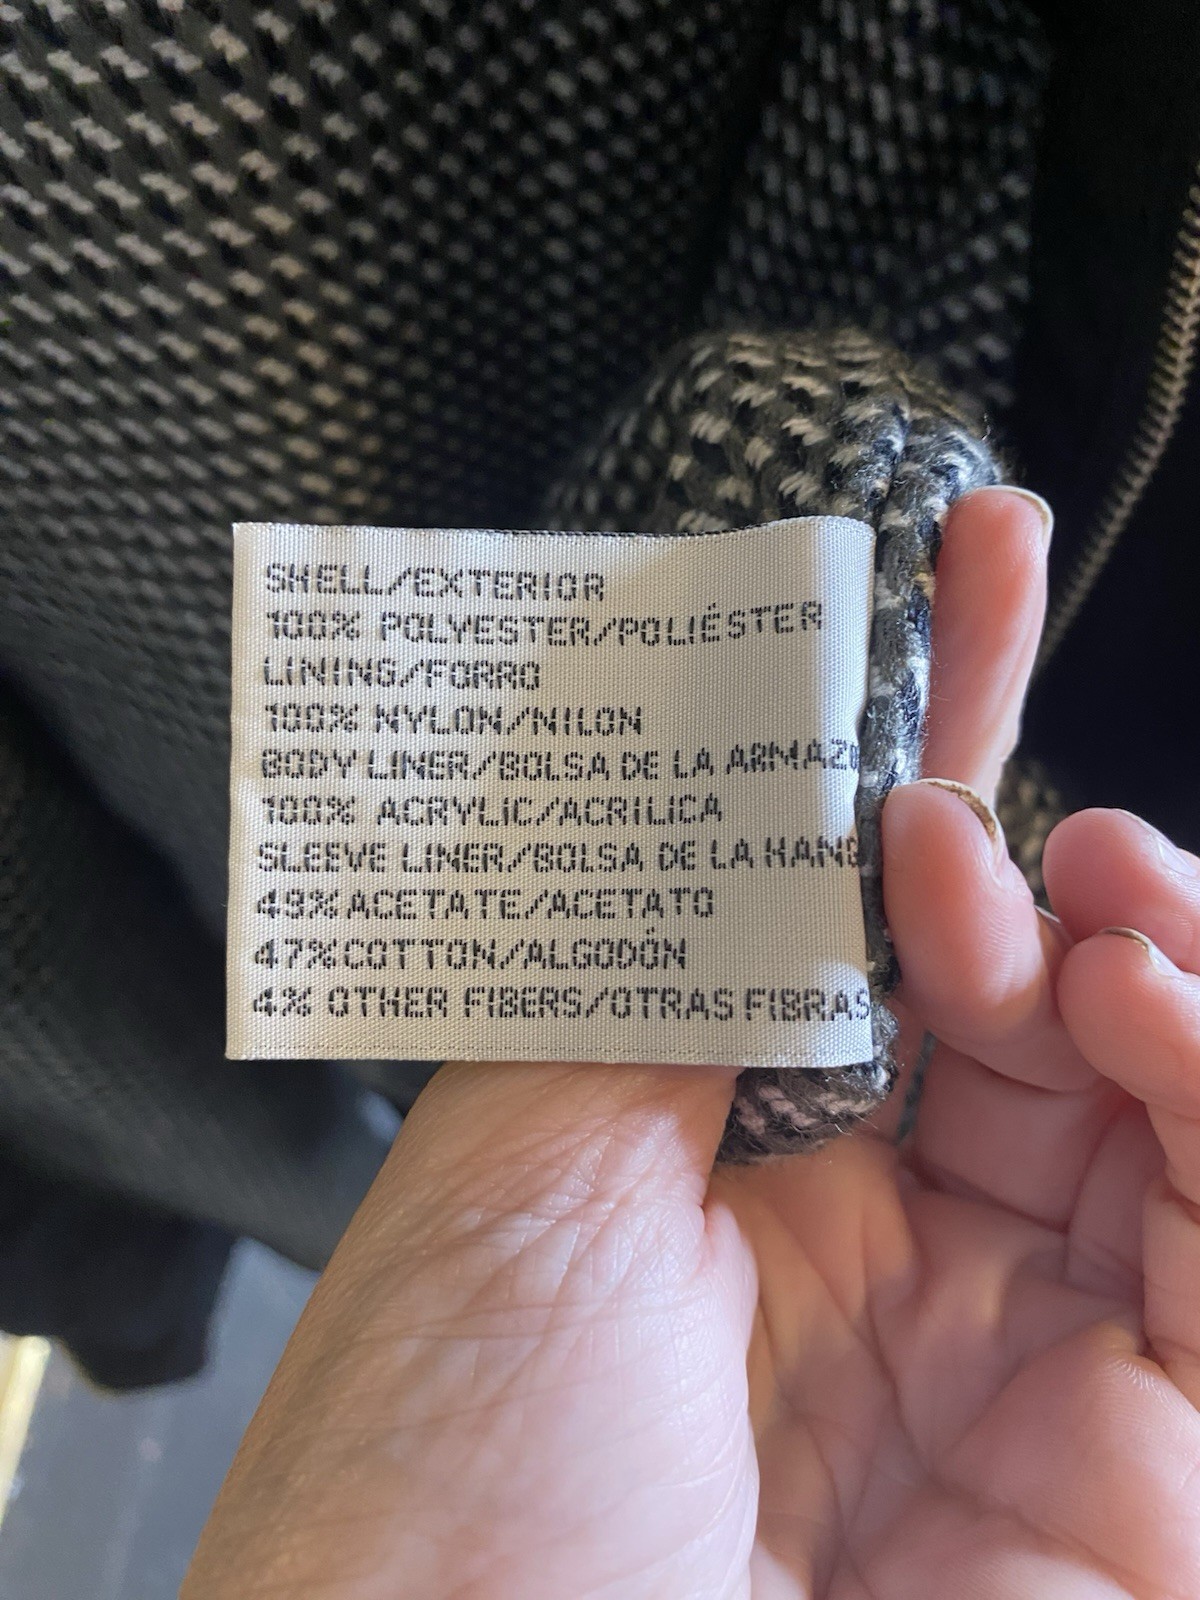 SHELL/EXTERIOR
100% POLYESTER/POLIÉSTER
LINING/FORRO
100% NYLON/NILON
BODY LINER/BOLSA DE LA ARMAZO
100% ACRYLIC/ACRILICA
SLEEVE LINER/BOLSA DE LA MANG
49% ACETATE/ACETATO
47% COTTON/ALGODÓN
4% OTHER FIBERS/OTRAS FIBRAS